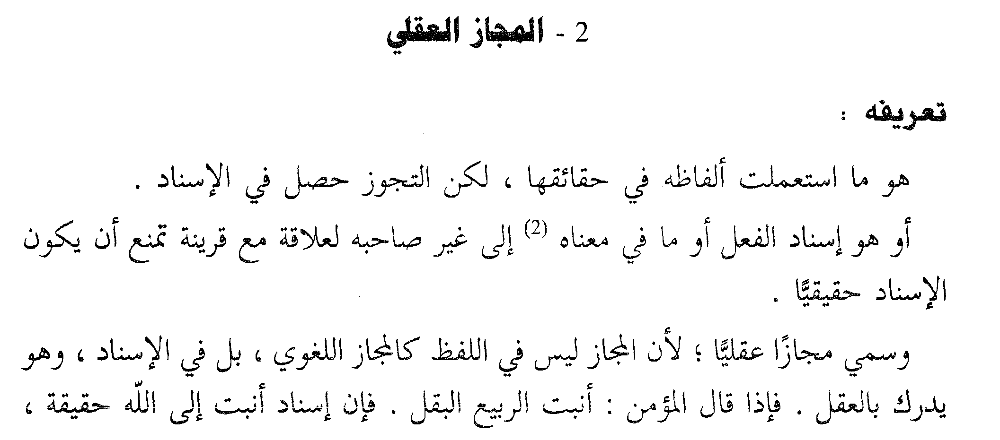 2 - المجاز العقلي
تعريفه :
هو ما استعملت ألفاظه في حقائقها ، لكن التجوز حصل في الإسناد .
أو هو إسناد الفعل أو ما في معناه (2) إلى غير صاحبه لعلاقة مع قرينة تمنع أن يكون
الإسناد حقيقيًّا .
وسمي مجازًا عقليًّا ؛ لأن المجاز ليس في اللفظ كالمجاز اللغوي ، بل في الإسناد ، وهو
يدرك بالعقل . فإذا قال المؤمن : أنبت الربيع البقل . فإن إسناد أنبت إلى اللّه حقيقة ،